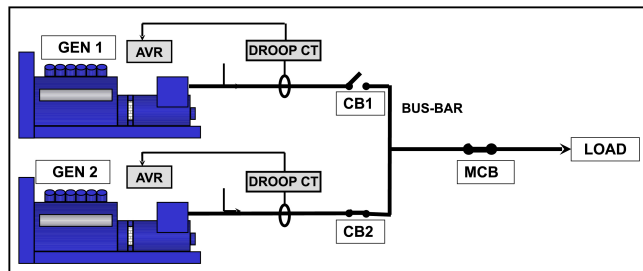 GEN 1
AVR
DROOP CT
CB1
BUS-BAR
GEN 2
AVR
DROOP CT
CB2
MCB
LOAD